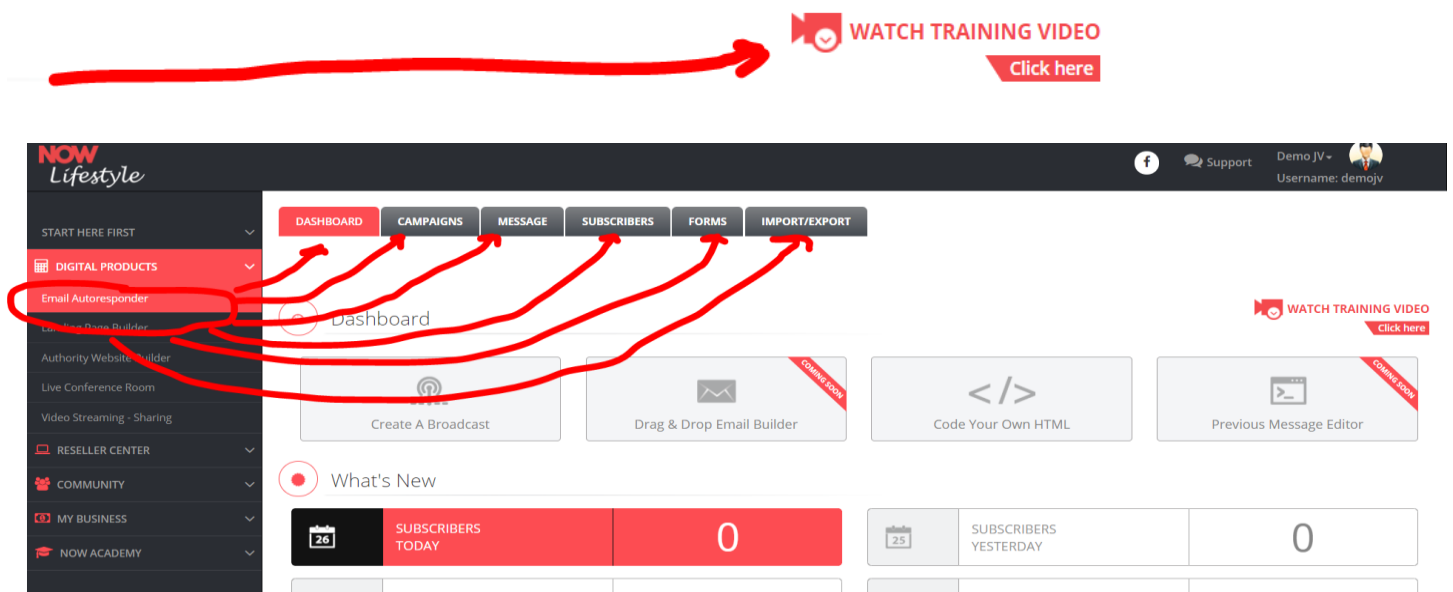 WATCH TRAINING VIDEO
Click here
NOW
Lifestyle
f
Support
Demo JV
Username: demojv
START HERE FIRST
DIGITAL PRODUCTS
Email Autoresponder
Landing Page Builder
Authority Website Builder
Live Conference Room
Video Streaming - Sharing
RESELLER CENTER
COMMUNITY
MY BUSINESS
NOW ACADEMY
DASHBOARD
CAMPAIGNS
MESSAGE
SUBSCRIBERS
FORMS
IMPORT/EXPORT
Dashboard
WATCH TRAINING VIDEO
Click here
Create A Broadcast
COMING SOON
Drag & Drop Email Builder
</>
Code Your Own HTML
COMING SOON
Previous Message Editor
What's New
26
SUBSCRIBERS
TODAY
0
25
SUBSCRIBERS
YESTERDAY
0